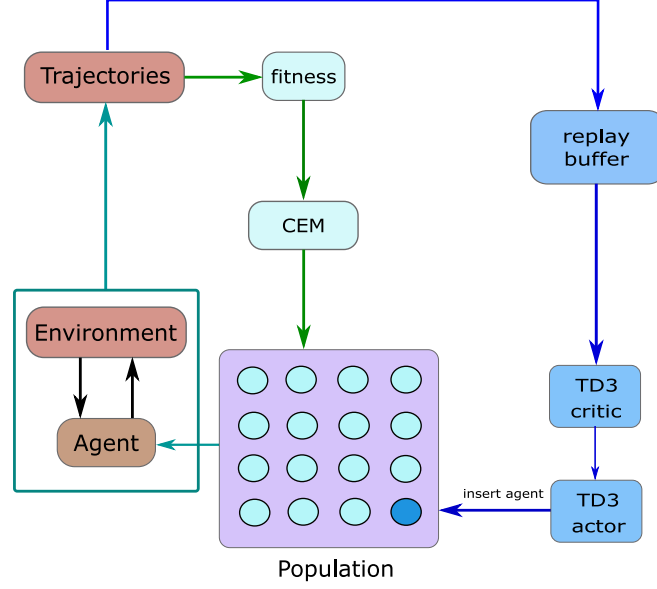 Trajectories
fitness
replay
buffer
CEM
Environment
Agent
TD3
critic
insert agent
TD3
actor
Population